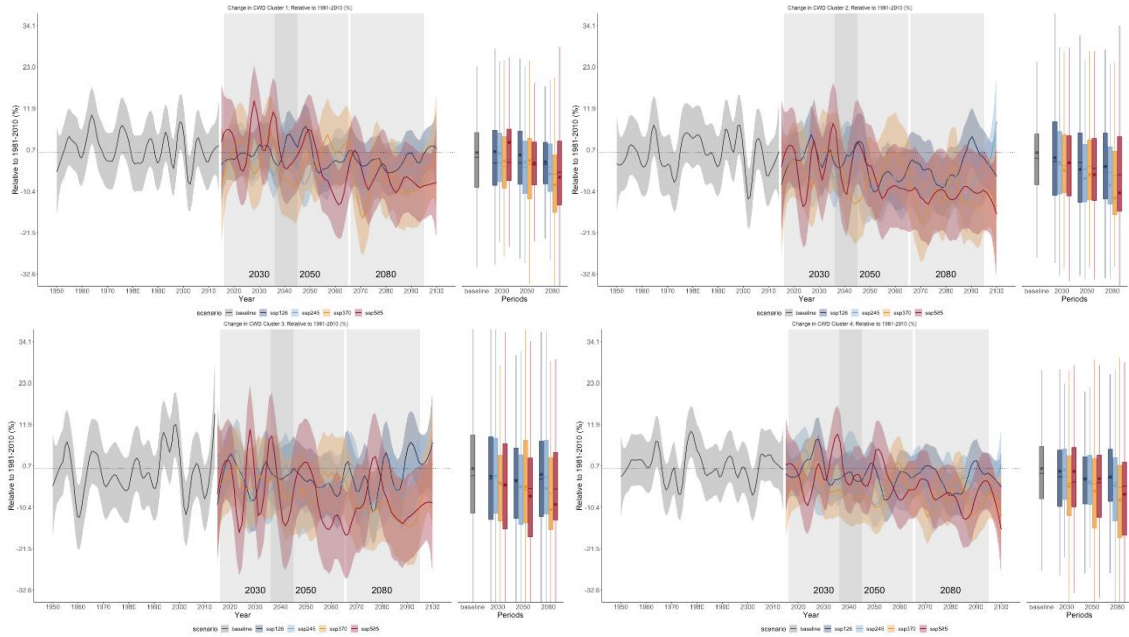 Change in CWD Cluster 1; Relative to 1981-2010 (%)
34.1
23.0
11.9
0.7
-10.4
-21.5
-32.6
Relative to 1981-2010 (%)
2030 2050 2080
1950 1960 1970 1980 1990 2000 2010 2020 2030 2040 2050 2060 2070 2080 2090 2100
Year
baseline 2030 2050 2080
Periods
scenario baseline ssp126 ssp245 ssp370 ssp585
Change in CWD Cluster 2; Relative to 1981-2010 (%)
34.1
23.0
11.9
0.7
-10.4
-21.5
-32.6
Relative to 1981-2010 (%)
2030 2050 2080
1950 1960 1970 1980 1990 2000 2010 2020 2030 2040 2050 2060 2070 2080 2090 2100
Year
baseline 2030 2050 2080
Periods
scenario baseline ssp126 ssp245 ssp370 ssp585
Change in CWD Cluster 3; Relative to 1981-2010 (%)
34.1
23.0
11.9
0.7
-10.4
-21.5
-32.6
Relative to 1981-2010 (%)
2030 2050 2080
1950 1960 1970 1980 1990 2000 2010 2020 2030 2040 2050 2060 2070 2080 2090 2100
Year
baseline 2030 2050 2080
Periods
scenario baseline ssp126 ssp245 ssp370 ssp585
Change in CWD Cluster 4; Relative to 1981-2010 (%)
34.1
23.0
11.9
0.7
-10.4
-21.5
-32.6
Relative to 1981-2010 (%)
2030 2050 2080
1950 1960 1970 1980 1990 2000 2010 2020 2030 2040 2050 2060 2070 2080 2090 2100
Year
baseline 2030 2050 2080
Periods
scenario baseline ssp126 ssp245 ssp370 ssp585